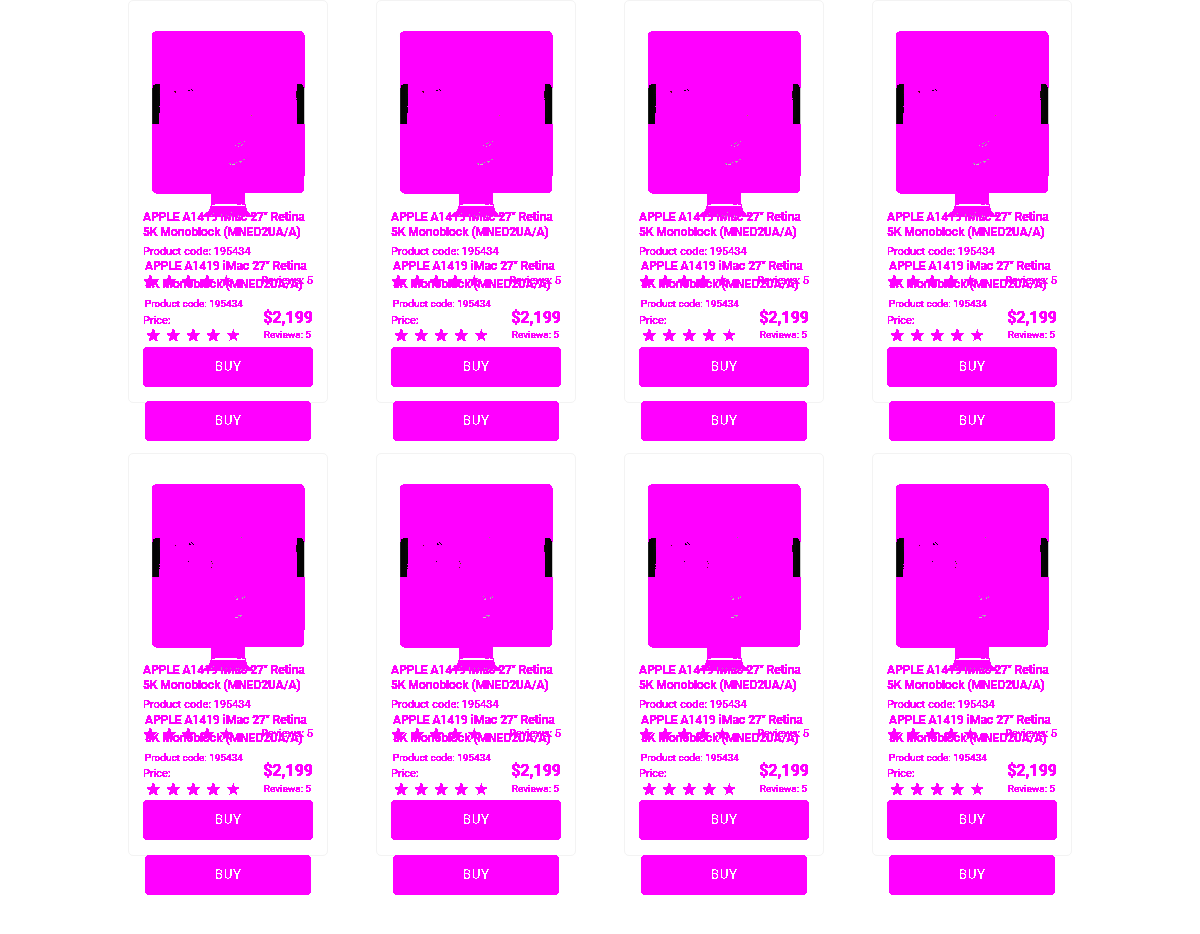 APPLE A1419 iMac 27" Retina
5K Monoblock (MNED2UA/A)
Product code: 195434
APPLE A1419 iMac 27" Retina
Reviews: 5
5K Monoblock (MNED2UA/A)
Product code: 195434
Price: $2,199
Reviews: 5
BUY
BUY
APPLE A1419 iMac 27" Retina
5K Monoblock (MNED2UA/A)
Product code: 195434
APPLE A1419 iMac 27" Retina
Reviews: 5
5K Monoblock (MNED2UA/A)
Product code: 195434
Price: $2,199
Reviews: 5
BUY
BUY
APPLE A1419 iMac 27" Retina
5K Monoblock (MNED2UA/A)
Product code: 195434
APPLE A1419 iMac 27" Retina
Reviews: 5
5K Monoblock (MNED2UA/A)
Product code: 195434
Price: $2,199
Reviews: 5
BUY
BUY
APPLE A1419 iMac 27" Retina
5K Monoblock (MNED2UA/A)
Product code: 195434
APPLE A1419 iMac 27" Retina
Reviews: 5
5K Monoblock (MNED2UA/A)
Product code: 195434
Price: $2,199
Reviews: 5
BUY
BUY
APPLE A1419 iMac 27" Retina
5K Monoblock (MNED2UA/A)
Product code: 195434
APPLE A1419 iMac 27" Retina
Reviews: 5
5K Monoblock (MNED2UA/A)
Product code: 195434
Price: $2,199
Reviews: 5
BUY
BUY
APPLE A1419 iMac 27" Retina
5K Monoblock (MNED2UA/A)
Product code: 195434
APPLE A1419 iMac 27" Retina
Reviews: 5
5K Monoblock (MNED2UA/A)
Product code: 195434
Price: $2,199
Reviews: 5
BUY
BUY
APPLE A1419 iMac 27" Retina
5K Monoblock (MNED2UA/A)
Product code: 195434
APPLE A1419 iMac 27" Retina
Reviews: 5
5K Monoblock (MNED2UA/A)
Product code: 195434
Price: $2,199
Reviews: 5
BUY
BUY
APPLE A1419 iMac 27" Retina
5K Monoblock (MNED2UA/A)
Product code: 195434
APPLE A1419 iMac 27" Retina
Reviews: 5
5K Monoblock (MNED2UA/A)
Product code: 195434
Price: $2,199
Reviews: 5
BUY
BUY